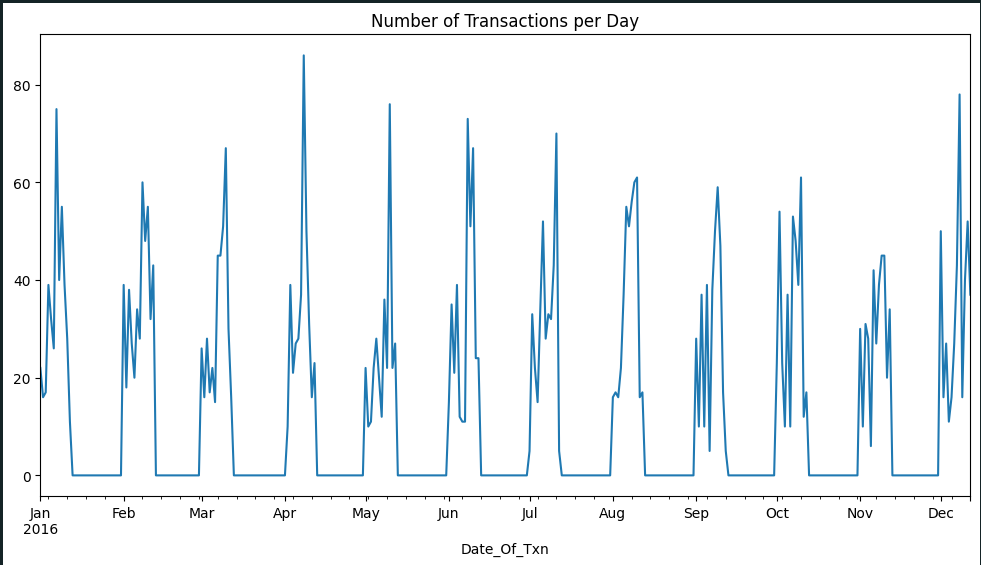 Number of Transactions per Day
80
60
40
20
0
Jan Feb Mar Apr May Jun Jul Aug Sep Oct Nov Dec
2016
Date_Of_Txn